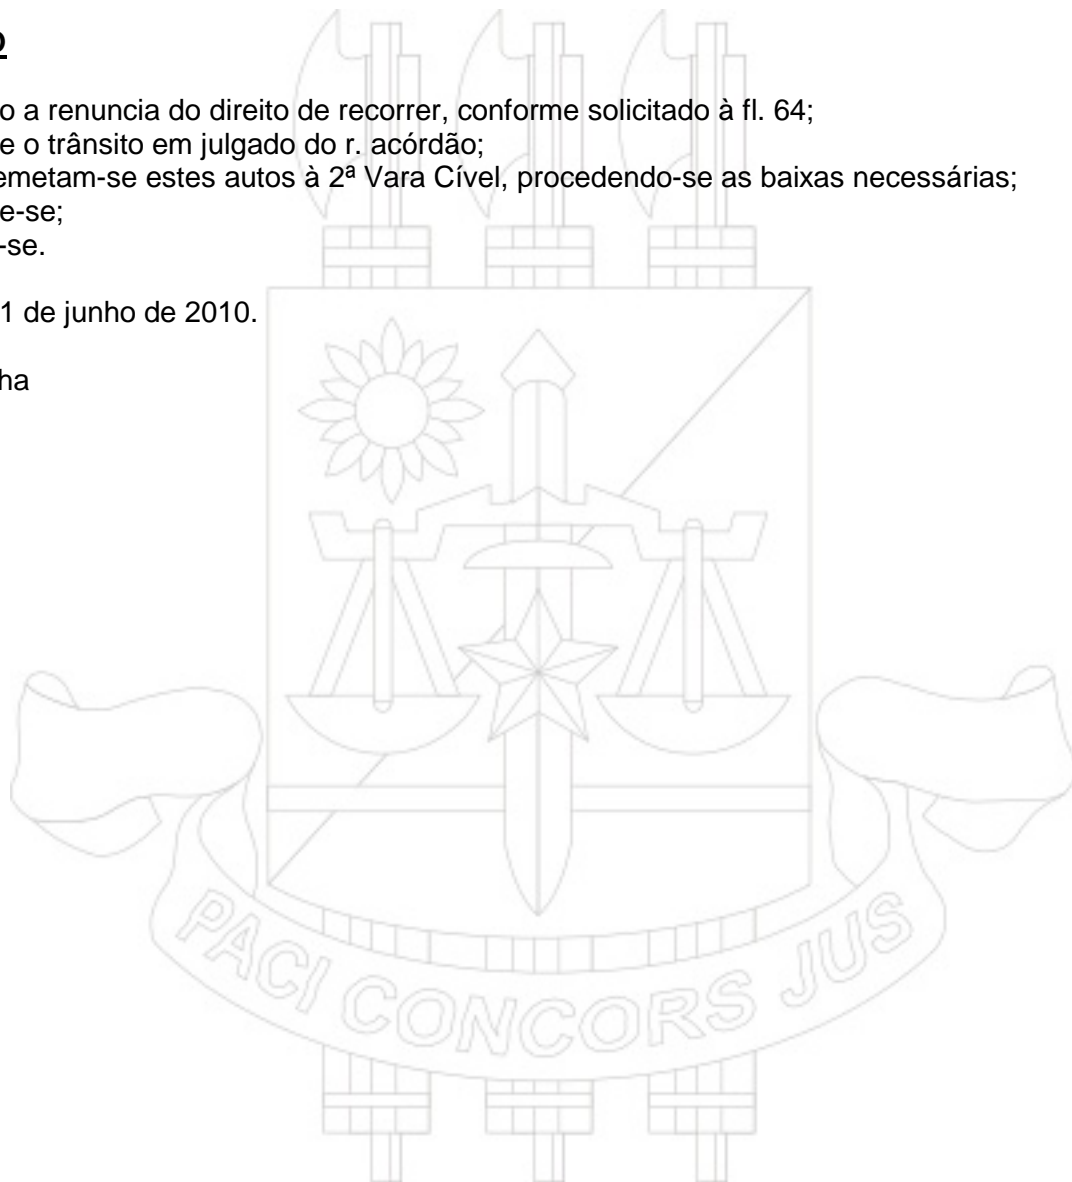 O
o a renuncia do direito de recorrer, conforme solicitado à fl. 64;
e o trânsito em julgado do r. acórdão;
emetam-se estes autos à 2ª Vara Cível, procedendo-se as baixas necessárias;
e-se;
-se.
1 de junho de 2010.
ha
PACI CONCORS JUS